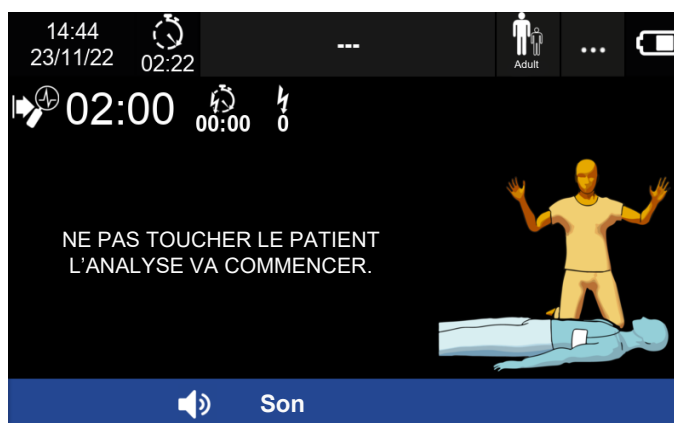 14:44
23/11/22
02:22
---
Adult
...
02:00
00:00
0
NE PAS TOUCHER LE PATIENT
L’ANALYSE VA COMMENCER.
Son